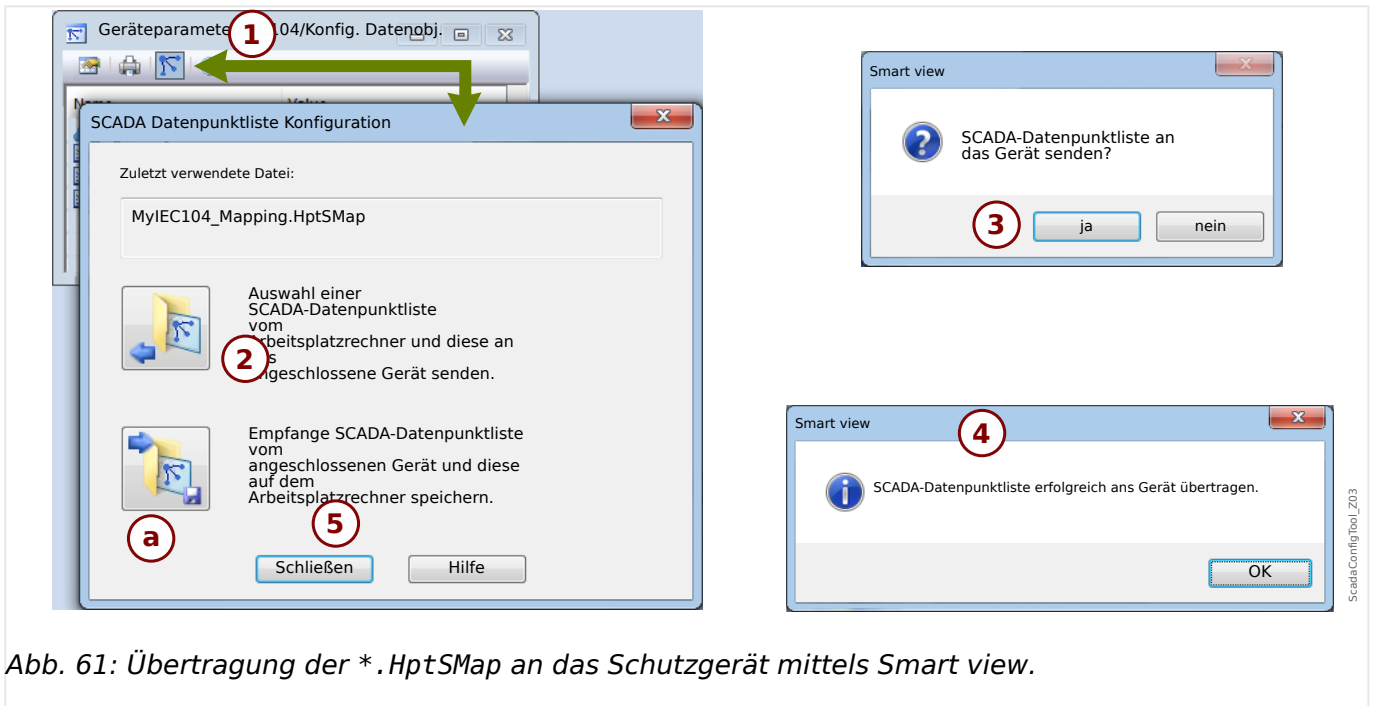 Geräteparamete
104/Konfig. Datenobj.
1
Name
Value
SCADA Datenpunktliste Konfiguration
Zuletzt verwendete Datei:
MyIEC104_Mapping.HptSMap
Auswahl einer
SCADA-Datenpunktliste
vom
Arbeitsplatzrechner und diese an
2
angeschlossene Gerät senden.
Empfange SCADA-Datenpunktliste
vom
angeschlossenen Gerät und diese
auf dem
Arbeitsplatzrechner speichern.
a
5
Schließen
Hilfe
Smart view
SCADA-Datenpunktliste an
das Gerät senden?
3
ja
nein
Smart view
4
SCADA-Datenpunktliste erfolgreich ans Gerät übertragen.
OK
ScadaConfigTool_Z03
Abb. 61: Übertragung der *.HptSMap an das Schutzgerät mittels Smart view.